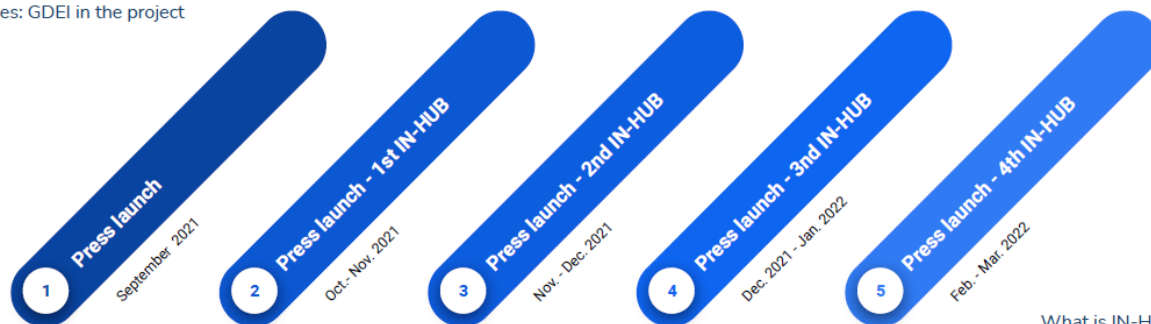 es: GDEI in the project
1
Press launch
September 2021
2
Press launch - 1st IN-HUB
Oct.- Nov. 2021
3
Press launch - 2nd IN-HUB
Nov. - Dec. 2021
4
Press launch - 3nd IN-HUB
Dec. 2021 - Jan. 2022
5
Press launch - 4th IN-HUB
Feb. - Mar. 2022
What is IN-H